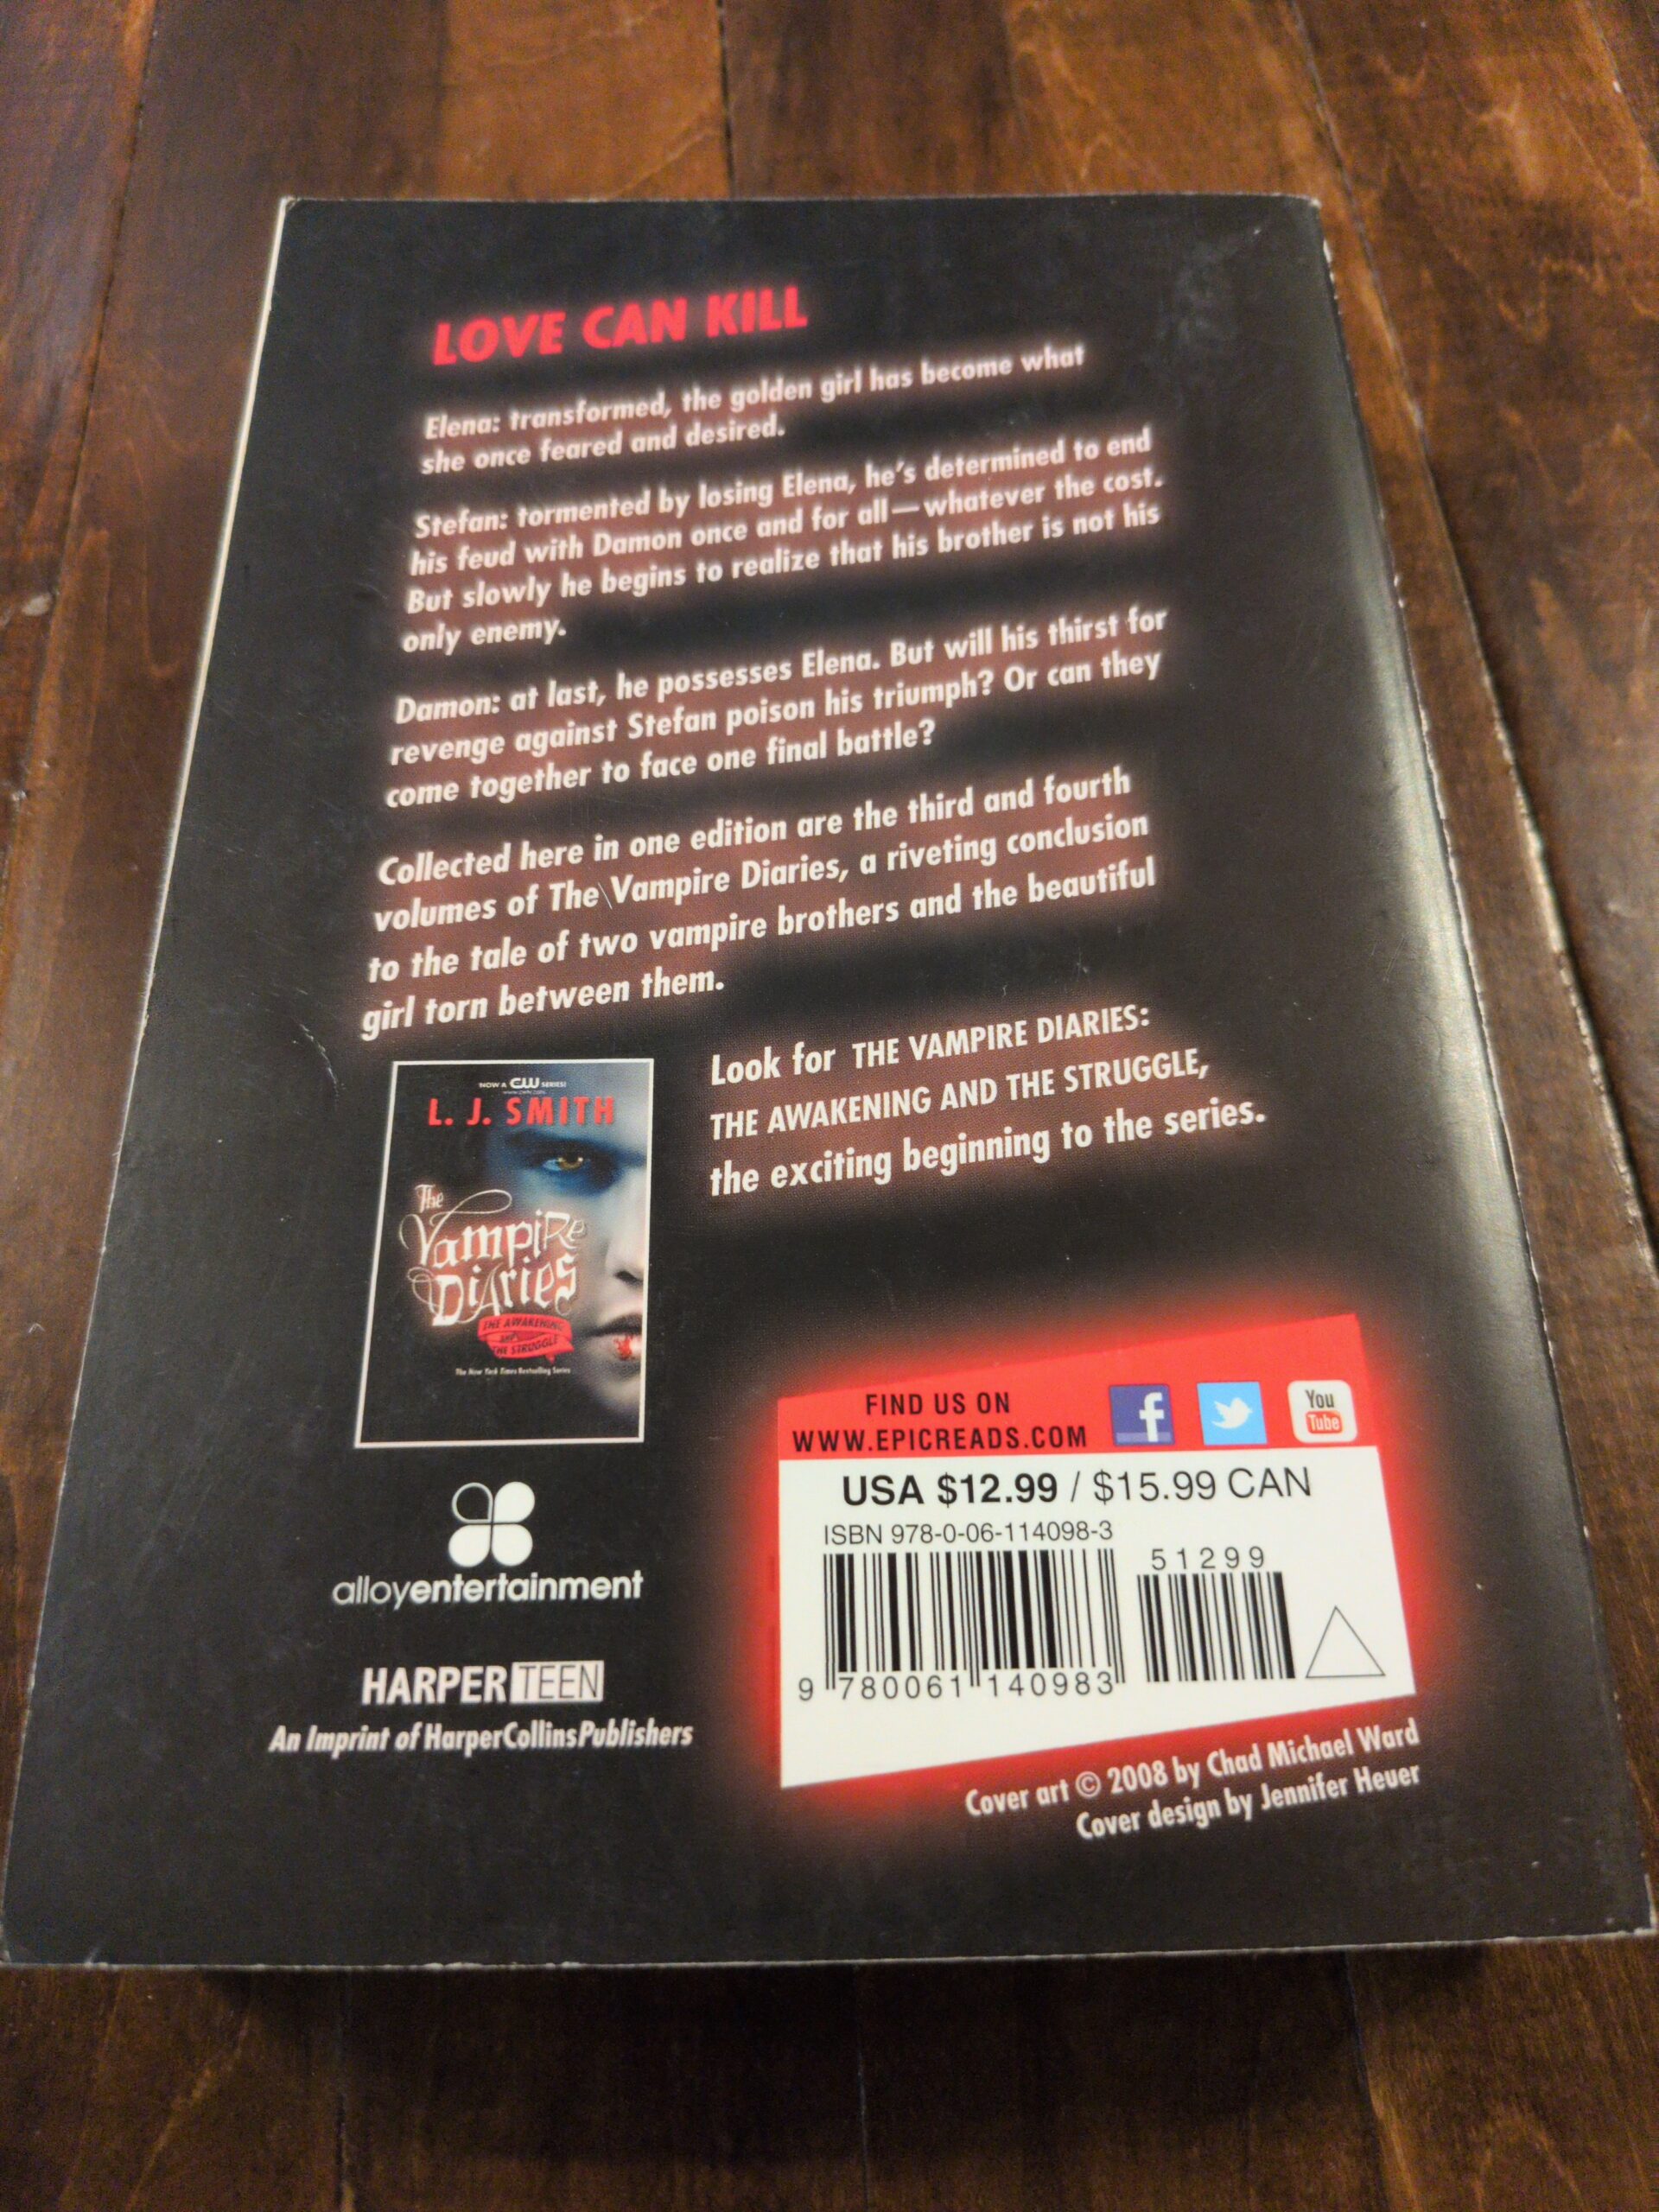 LOVE CAN KILL
Elena: transformed, the golden girl has become what
she once feared and desired.
Stefan: tormented by losing Elena, he's determined to end
his feud with Damon once and for all—whatever the cost.
But slowly he begins to realize that his brother is not his
only enemy.
Damon: at last, he possesses Elena. But will his thirst for
revenge against Stefan poison his triumph? Or can they
come together to face one final battle?
Collected here in one edition are the third and fourth
volumes of The Vampire Diaries, a riveting conclusion
to the tale of two vampire brothers and the beautiful
girl torn between them.
Look for THE VAMPIRE DIARIES:
THE AWAKENING AND THE STRUGGLE,
the exciting beginning to the series.
NOW A CW SERIES!
L. J. SMITH
The
Vampire
Diaries
THE AWAKENING
AND
THE STRUGGLE
The New York Times Bestselling Series
alloyentertainment
HARPER TEEN
An Imprint of HarperCollinsPublishers
FIND US ON
WWW.EPICREADS.COM
f
You
Tube
USA $12.99 / $15.99 CAN
ISBN 978-0-06-114098-3
51299
9 780061 140983
Cover art © 2008 by Chad Michael Ward
Cover design by Jennifer Heuer